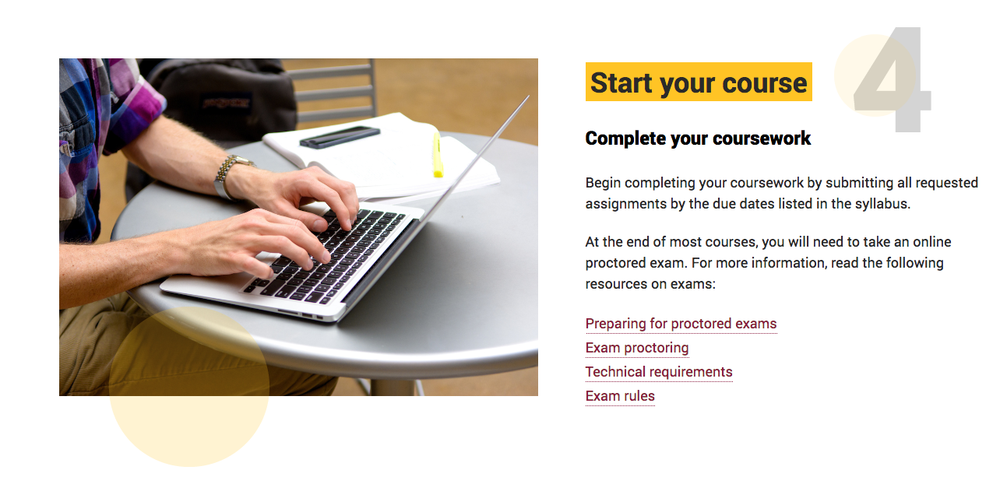 4
Start your course
Complete your coursework
Begin completing your coursework by submitting all requested
assignments by the due dates listed in the syllabus.
At the end of most courses, you will need to take an online
proctored exam. For more information, read the following
resources on exams:
Preparing for proctored exams
Exam proctoring
Technical requirements
Exam rules